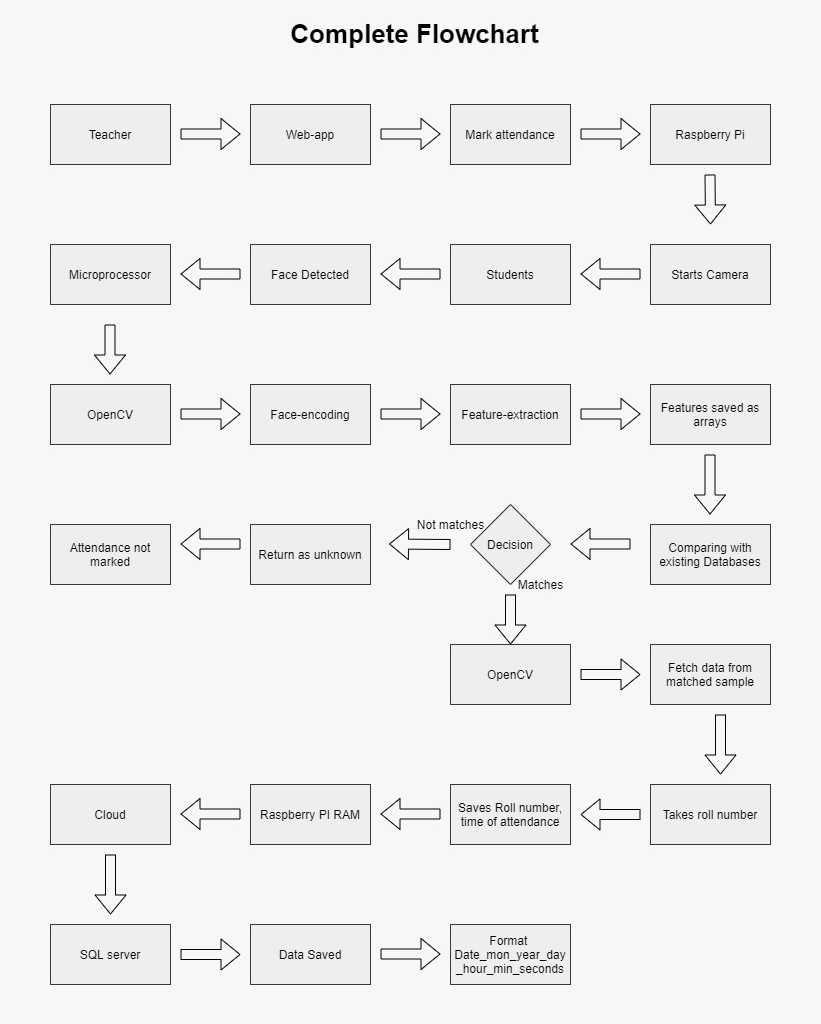 Complete Flowchart
Teacher
Web-app
Mark attendance
Raspberry Pi
Microprocessor
Face Detected
Students
Starts Camera
OpenCV
Face-encoding
Feature-extraction
Features saved as
arrays
Attendance not
marked
Return as unknown
Not matches
Decision
Matches
Comparing with
existing Databases
OpenCV
Fetch data from
matched sample
Cloud
Raspberry PI RAM
Saves Roll number,
time of attendance
Takes roll number
SQL server
Data Saved
Format
Date_mon_year_day
_hour_min_seconds